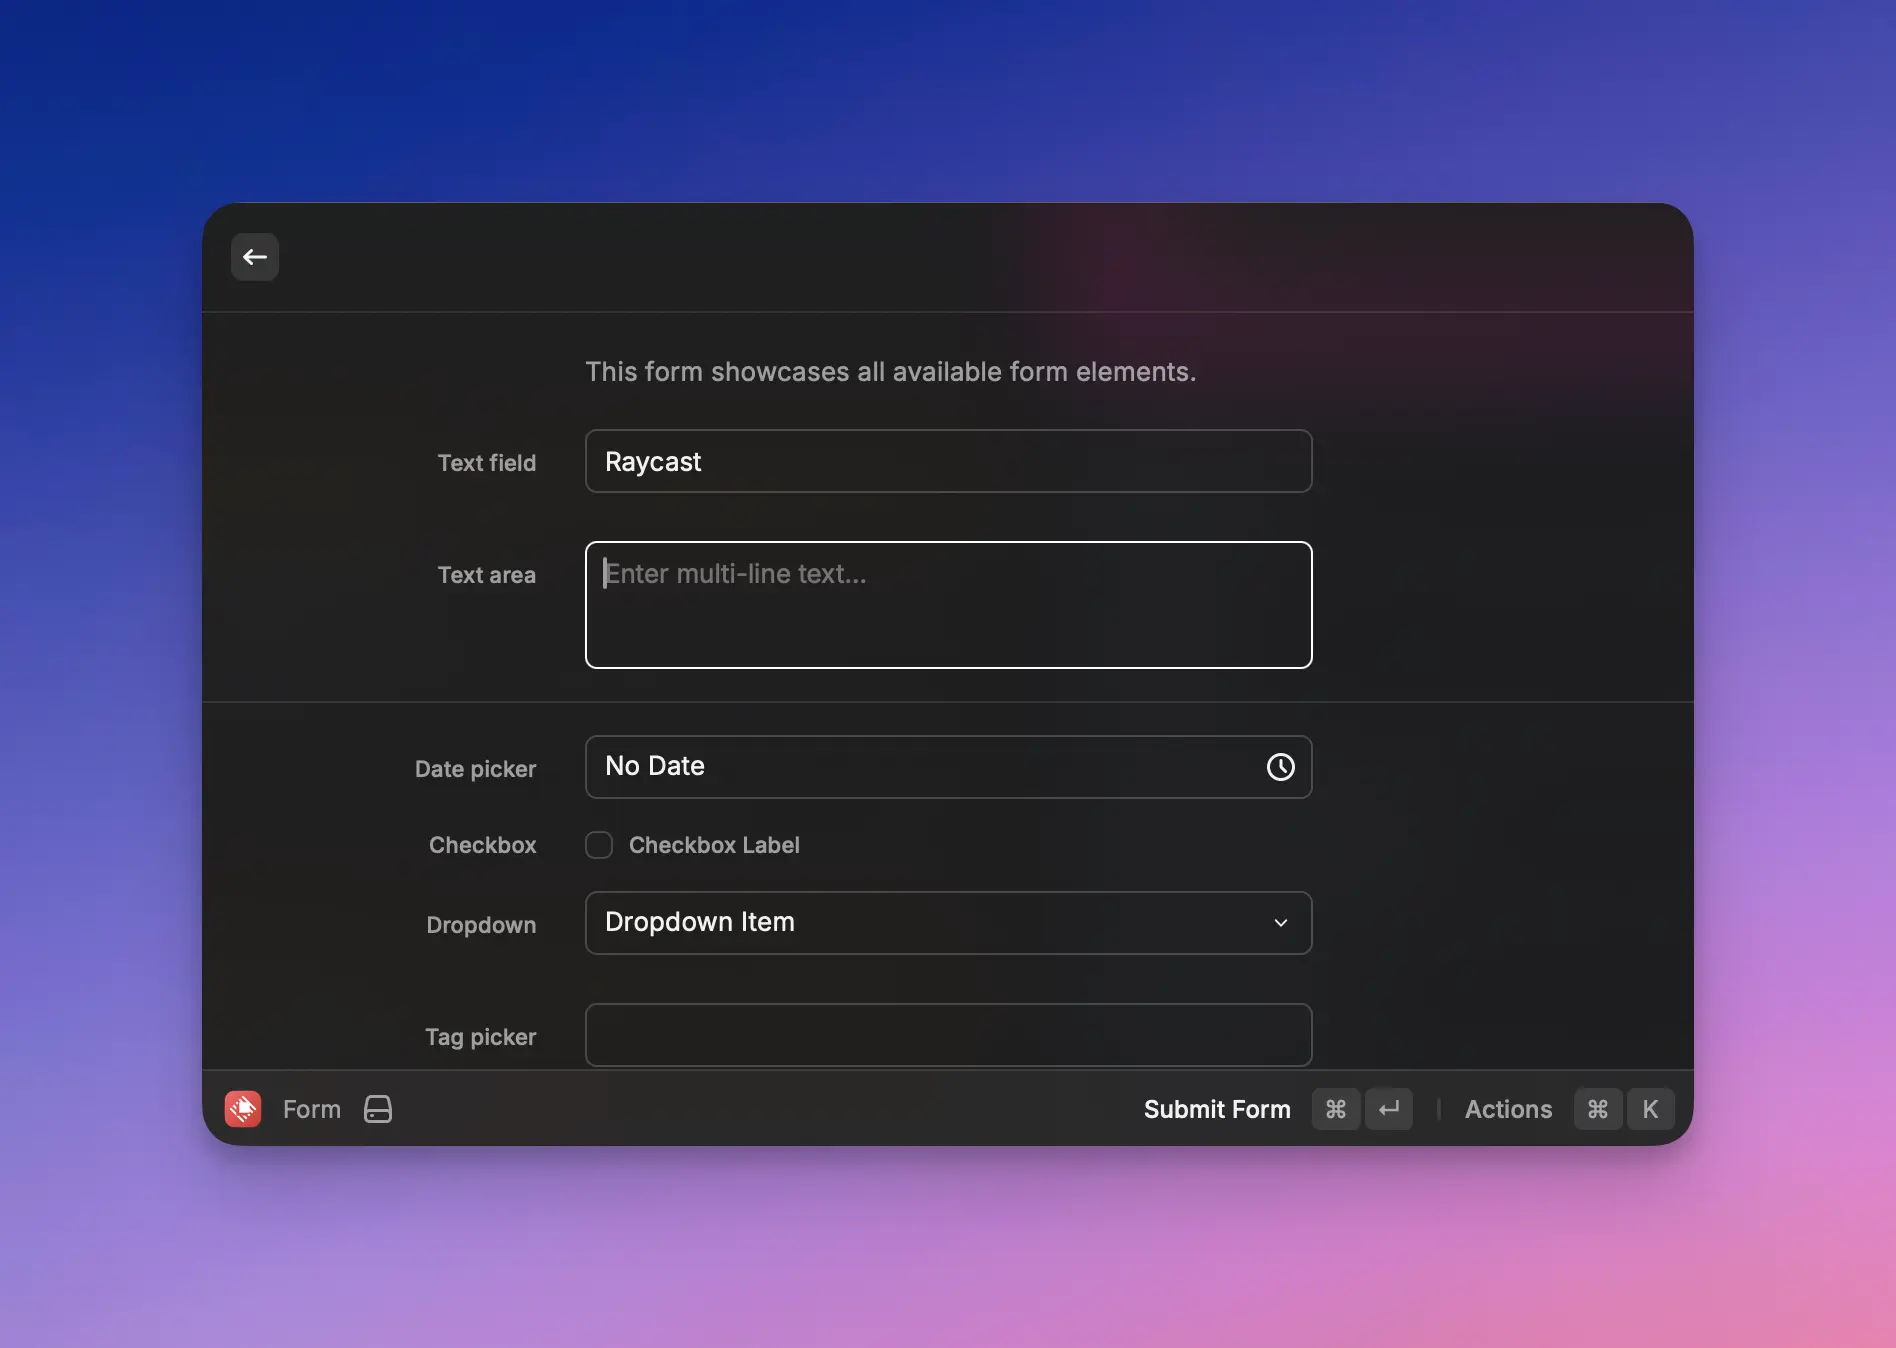 This form showcases all available form elements.
Text field
Raycast
Text area
Enter multi-line text...
Date picker
No Date
Checkbox
Checkbox Label
Dropdown
Dropdown Item
Tag picker
Form
Submit Form ⌘ ↵
Actions ⌘ K